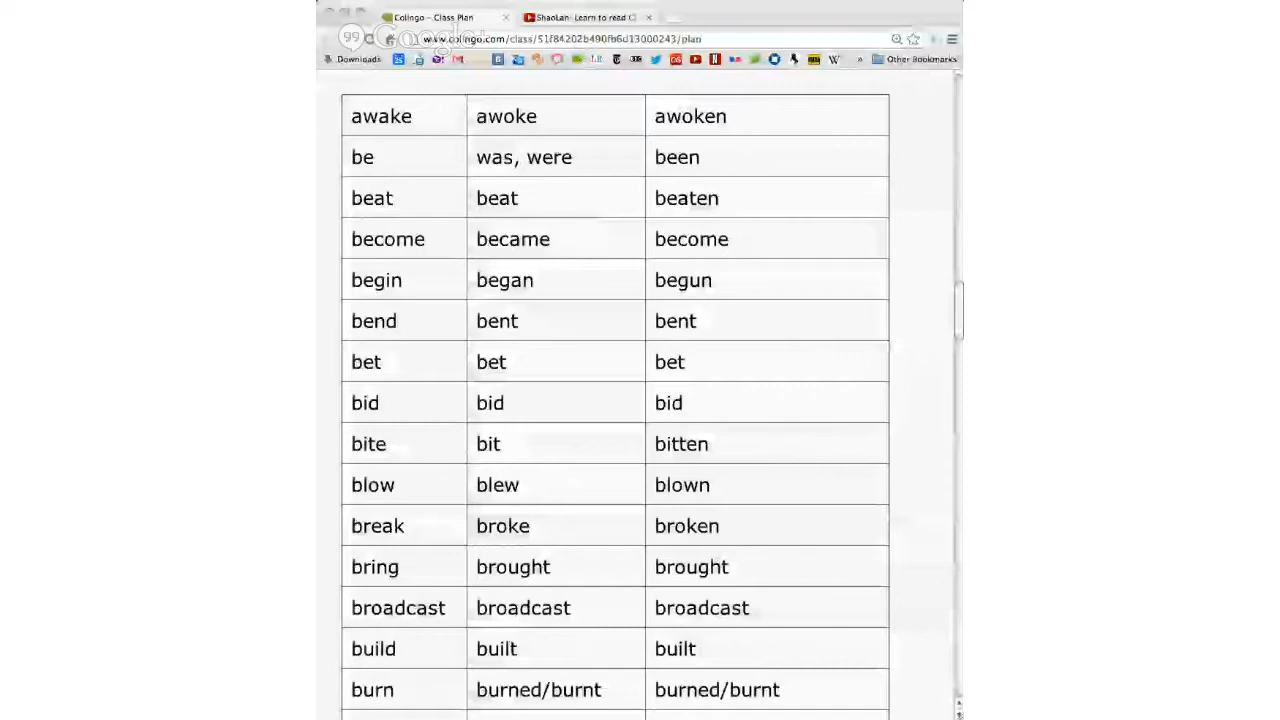 Colingo - Class Plan
ShaoLan: Learn to read C
Google+
www.colingo.com/class/51f84202b490fb6d13000243/plan
Downloads Other Bookmarks
awake awoke awoken
be was, were been
beat beat beaten
become became become
begin began begun
bend bent bent
bet bet bet
bid bid bid
bite bit bitten
blow blew blown
break broke broken
bring brought brought
broadcast broadcast broadcast
build built built
burn burned/burnt burned/burnt